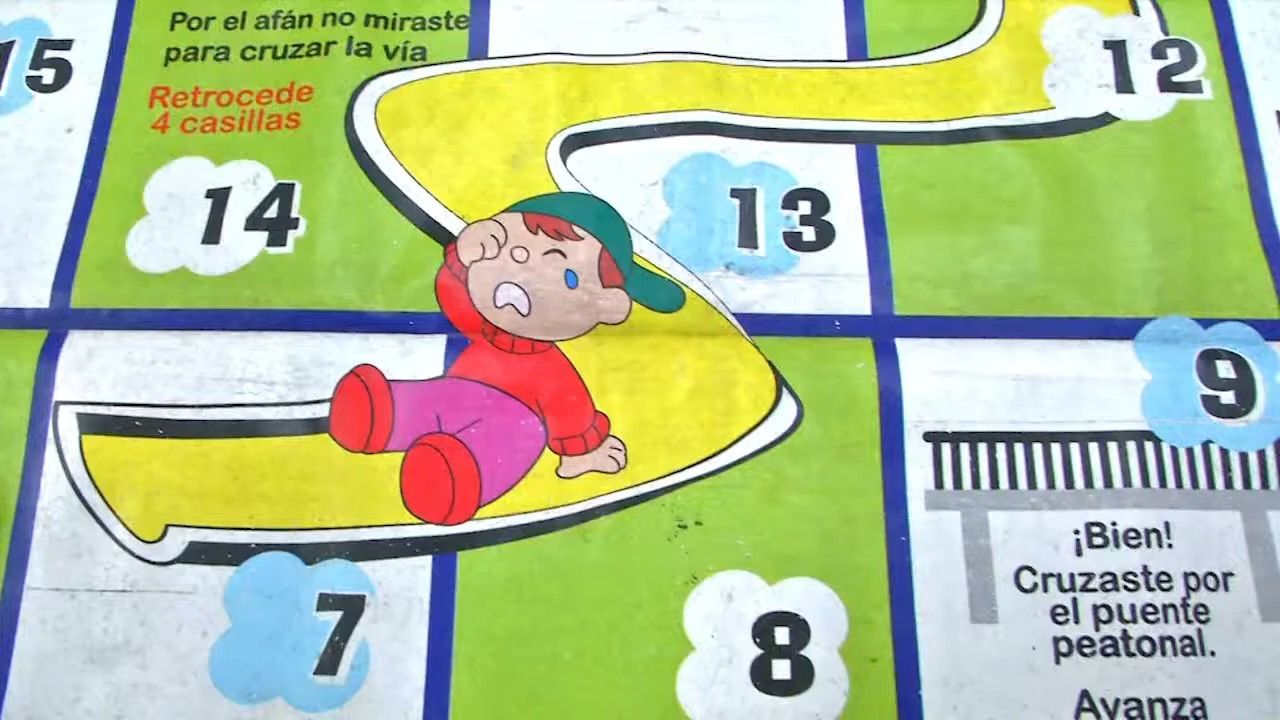 15
Por el afán no miraste
para cruzar la vía
Retrocede
4 casillas
14
13
12
7
8
9
¡Bien!
Cruzaste por
el puente
peatonal.
Avanza